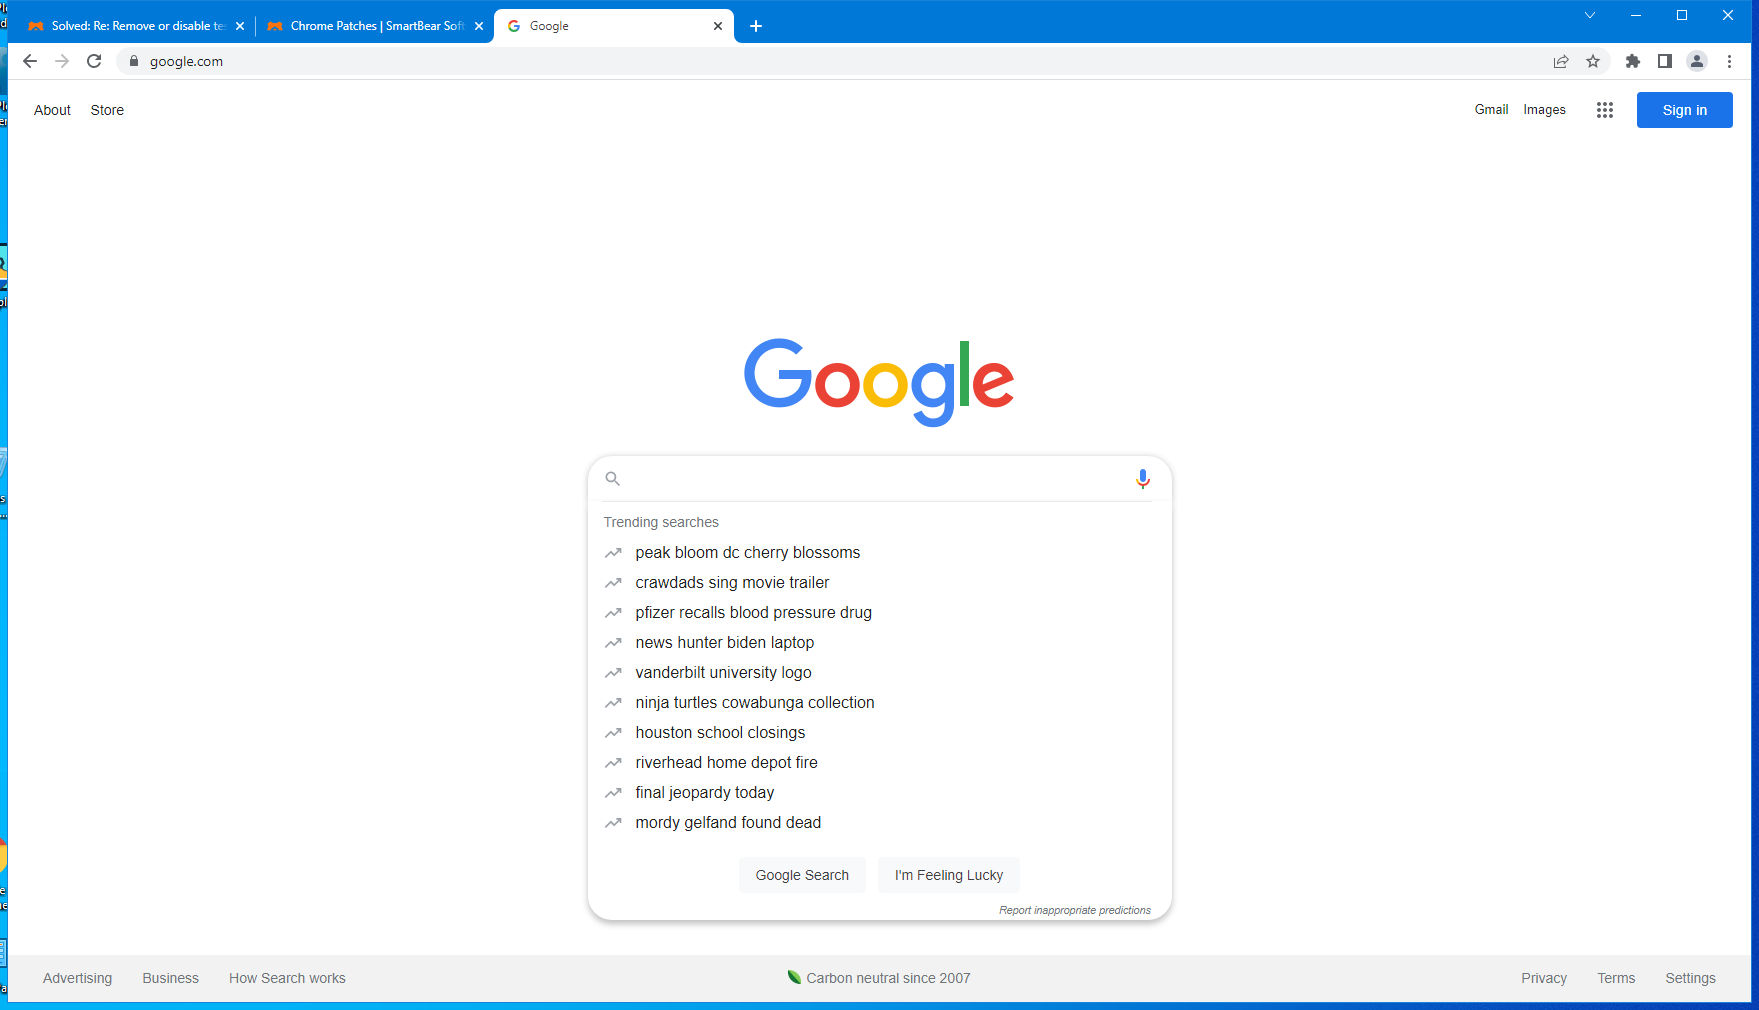 Solved: Re: Remove or disable te
Chrome Patches | SmartBear Soft
Google
google.com
About Store
Gmail Images Sign in
Google
Trending searches
peak bloom dc cherry blossoms
crawdads sing movie trailer
pfizer recalls blood pressure drug
news hunter biden laptop
vanderbilt university logo
ninja turtles cowabunga collection
houston school closings
riverhead home depot fire
final jeopardy today
mordy gelfand found dead
Google Search I'm Feeling Lucky
Report inappropriate predictions
Advertising Business How Search works Carbon neutral since 2007 Privacy Terms Settings